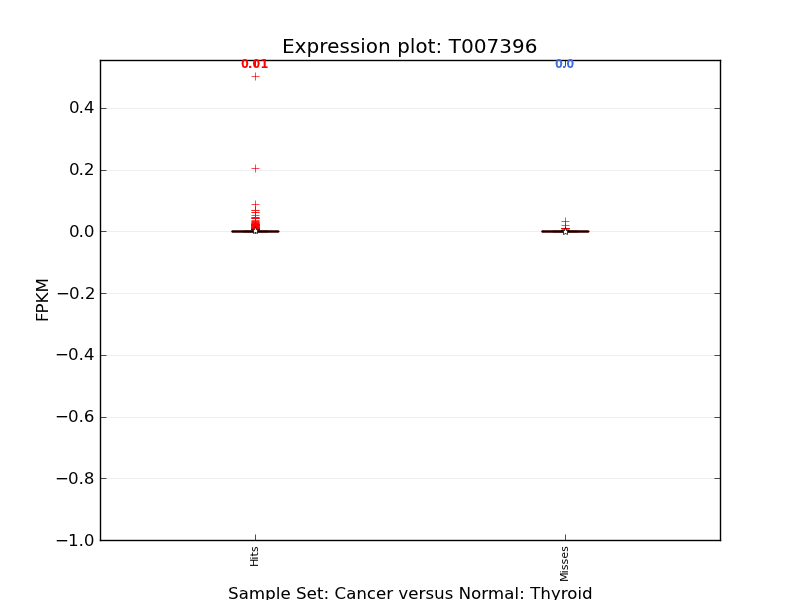 Expression plot: T007396
0.01
0.0
0.4
0.2
0.0
−0.2
−0.4
−0.6
−0.8
−1.0
FPKM
Hits
Misses
Sample Set: Cancer versus Normal: Thyroid